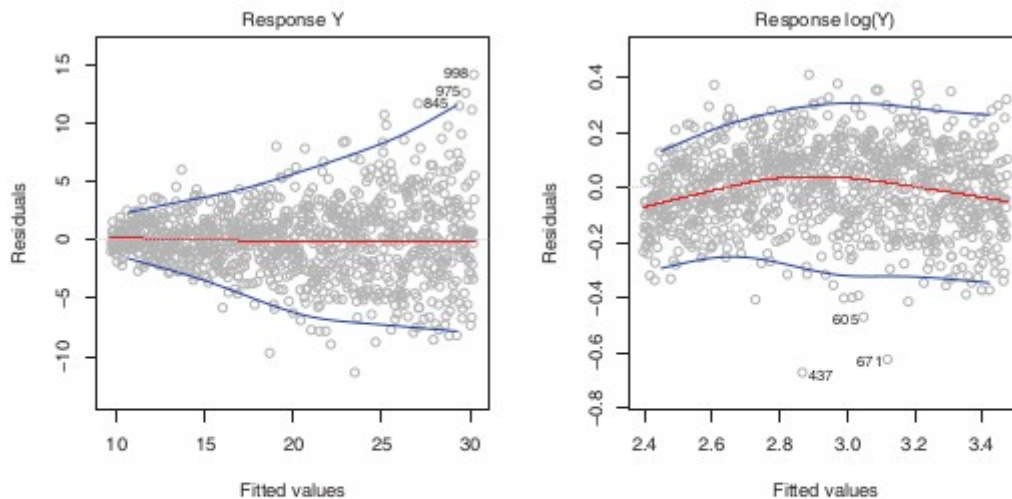 Response Y
Residuals
15
10
5
0
−5
−10
998
975
845
10 15 20 25 30
Fitted values
Response log(Y)
Residuals
0.4
0.2
0.0
−0.2
−0.4
−0.6
−0.8
605
671
437
2.4 2.6 2.8 3.0 3.2 3.4
Fitted values